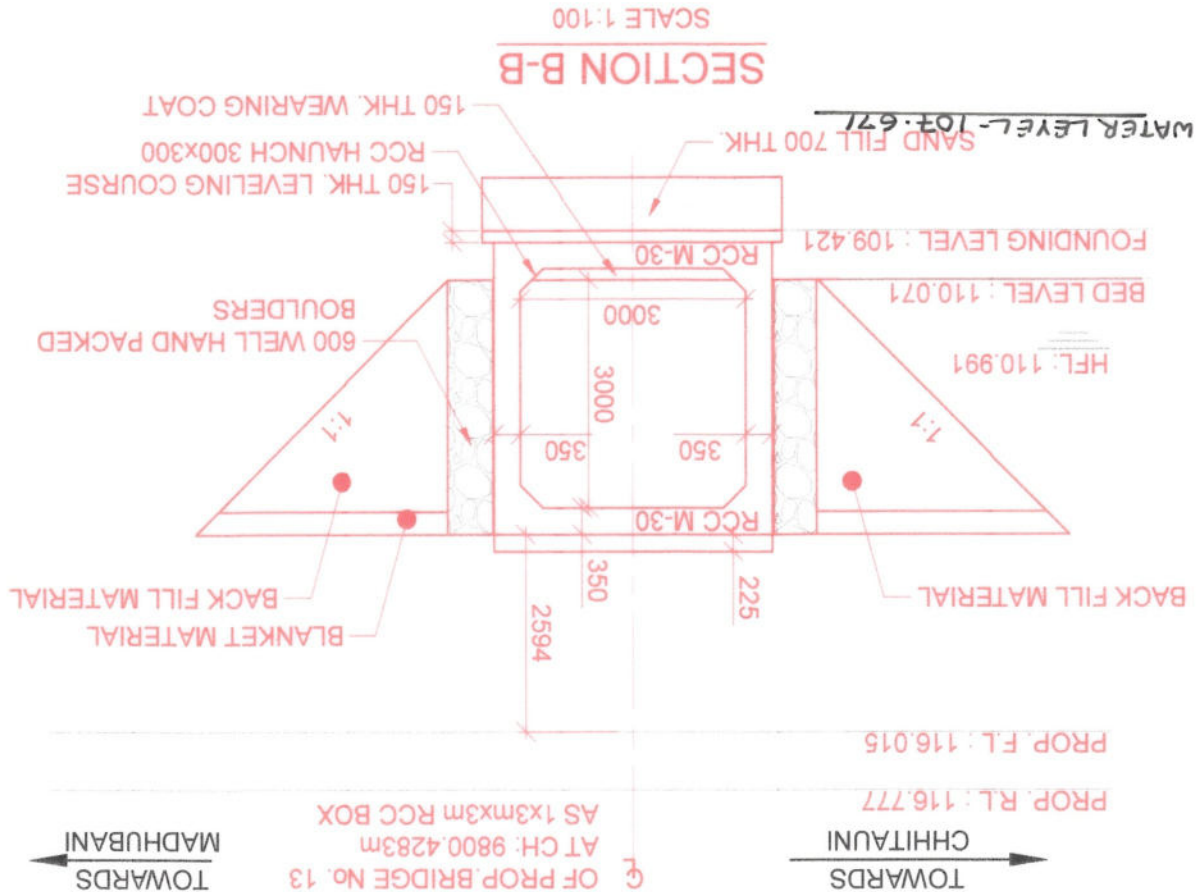 TOWARDS
CHHITAUNI
℄
OF PROP.BRIDGE No. 13
AT CH: 9800.4283m
AS 1x3mx3m RCC BOX
TOWARDS
MADHUBANI
PROP. R.L : 116.777
PROP. F.L : 116.015
2594
225
350
BLANKET MATERIAL
BACK FILL MATERIAL
BACK FILL MATERIAL
RCC M-30
1:1
1:1
350
350
3000
3000
HFL: 110.991
600 WELL HAND PACKED
BOULDERS
BED LEVEL : 110.071
RCC M-30
FOUNDING LEVEL : 109.421
150 THK. LEVELING COURSE
RCC HAUNCH 300x300
150 THK. WEARING COAT
SAND FILL 700 THK.
WATER LEVEL - 107.671
SECTION B-B
SCALE 1:100